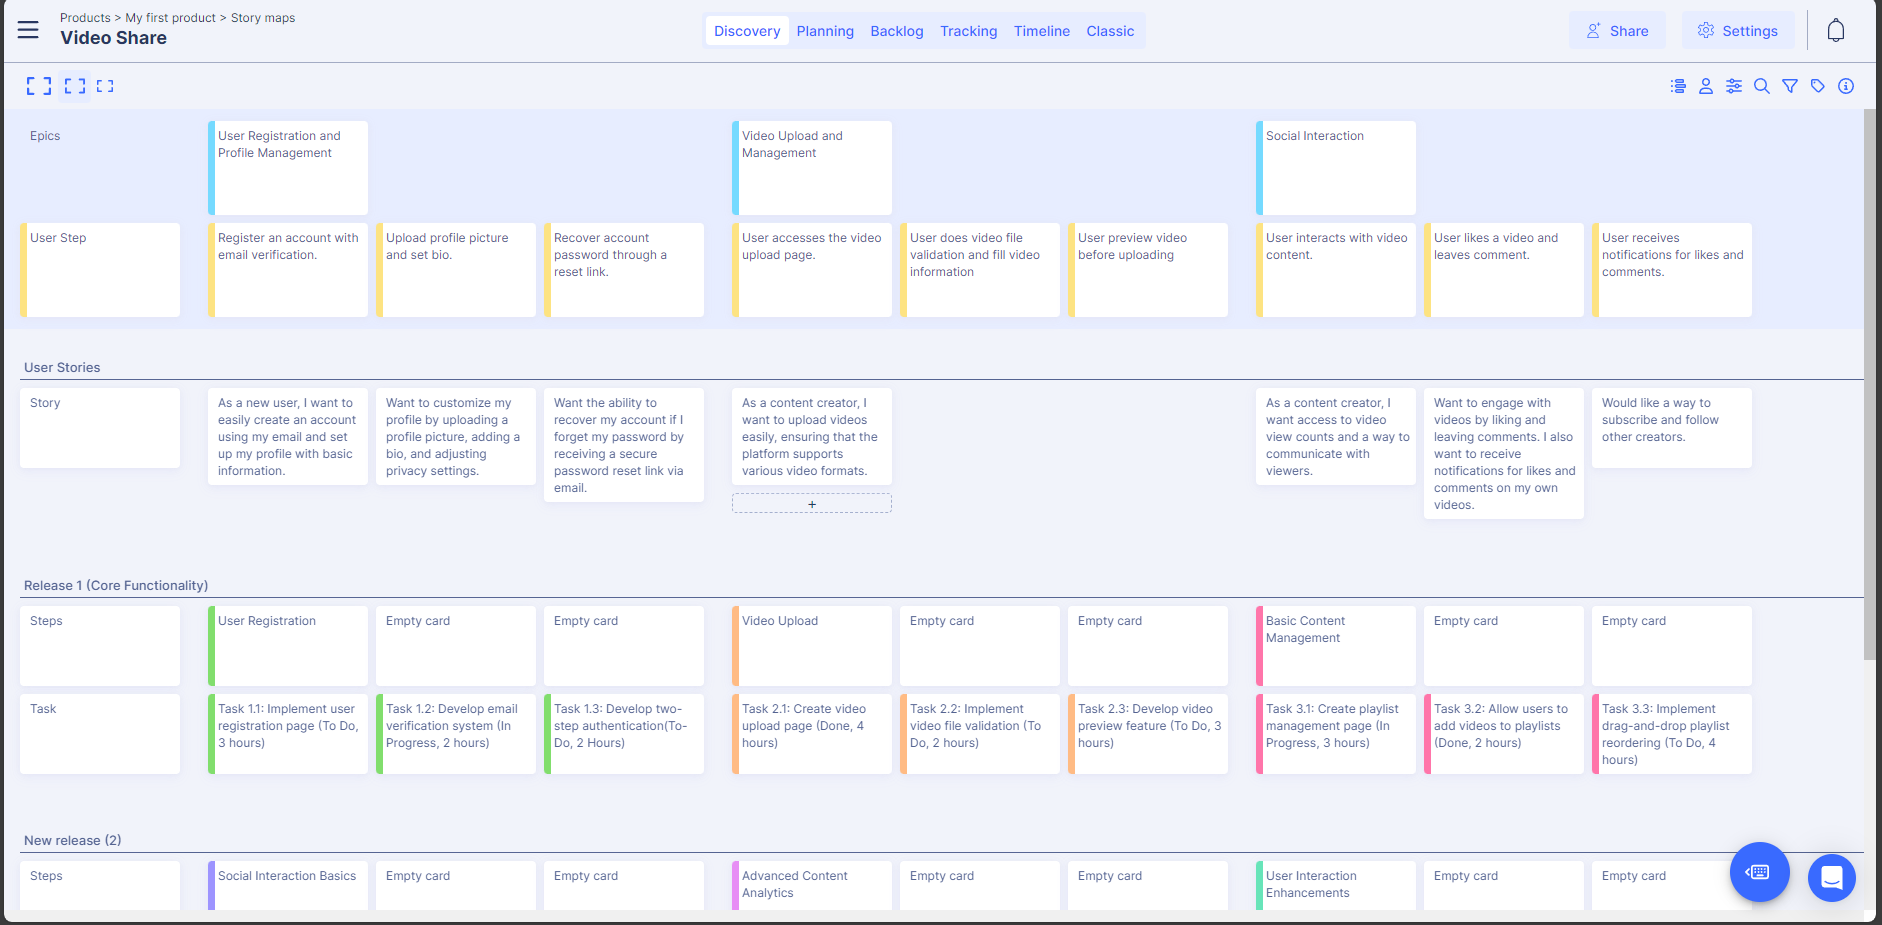 Products > My first product > Story maps
Video Share
Discovery
Planning
Backlog
Tracking
Timeline
Classic
Share
Settings
Epics
User Registration and
Profile Management
Video Upload and
Management
Social Interaction
User Step
Register an account with
email verification.
Upload profile picture
and set bio.
Recover account
password through a
reset link.
User accesses the video
upload page.
User does video file
validation and fill video
information
User preview video
before uploading
User interacts with video
content.
User likes a video and
leaves comment.
User receives
notifications for likes and
comments.
User Stories
Story
As a new user, I want to
easily create an account
using my email and set
up my profile with basic
information.
Want to customize my
profile by uploading a
profile picture, adding a
bio, and adjusting
privacy settings.
Want the ability to
recover my account if I
forget my password by
receiving a secure
password reset link via
email.
As a content creator, I
want to upload videos
easily, ensuring that the
platform supports
various video formats.
+
As a content creator, I
want access to video
view counts and a way to
communicate with
viewers.
Want to engage with
videos by liking and
leaving comments. I also
want to receive
notifications for likes and
comments on my own
videos.
Would like a way to
subscribe and follow
other creators.
Release 1 (Core Functionality)
Steps
User Registration
Empty card
Empty card
Video Upload
Empty card
Empty card
Basic Content
Management
Empty card
Empty card
Task
Task 1.1: Implement user
registration page (To Do,
3 hours)
Task 1.2: Develop email
verification system (In
Progress, 2 hours)
Task 1.3: Develop two-
step authentication(To-
Do, 2 Hours)
Task 2.1: Create video
upload page (Done, 4
hours)
Task 2.2: Implement
video file validation (To
Do, 2 hours)
Task 2.3: Develop video
preview feature (To Do, 3
hours)
Task 3.1: Create playlist
management page (In
Progress, 3 hours)
Task 3.2: Allow users to
add videos to playlists
(Done, 2 hours)
Task 3.3: Implement
drag-and-drop playlist
reordering (To Do, 4
hours)
New release (2)
Steps
Social Interaction Basics
Empty card
Empty card
Advanced Content
Analytics
Empty card
Empty card
User Interaction
Enhancements
Empty card
Empty card